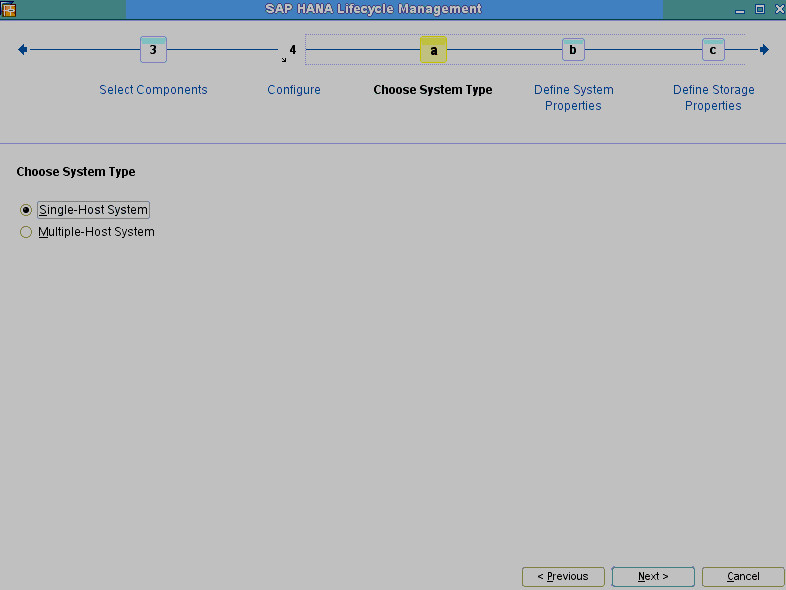 SAP HANA Lifecycle Management
3
4
a
b
c
Select Components
Configure
Choose System Type
Define System
Properties
Define Storage
Properties
Choose System Type
Single-Host System
Multiple-Host System
< Previous
Next >
Cancel